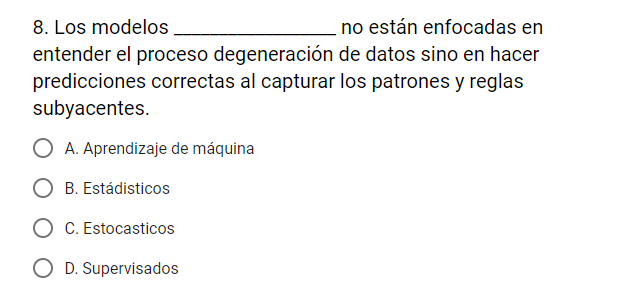 8. Los modelos __________________ no están enfocadas en
entender el proceso degeneración de datos sino en hacer
predicciones correctas al capturar los patrones y reglas
subyacentes.
A. Aprendizaje de máquina
B. Estádisticos
C. Estocasticos
D. Supervisados